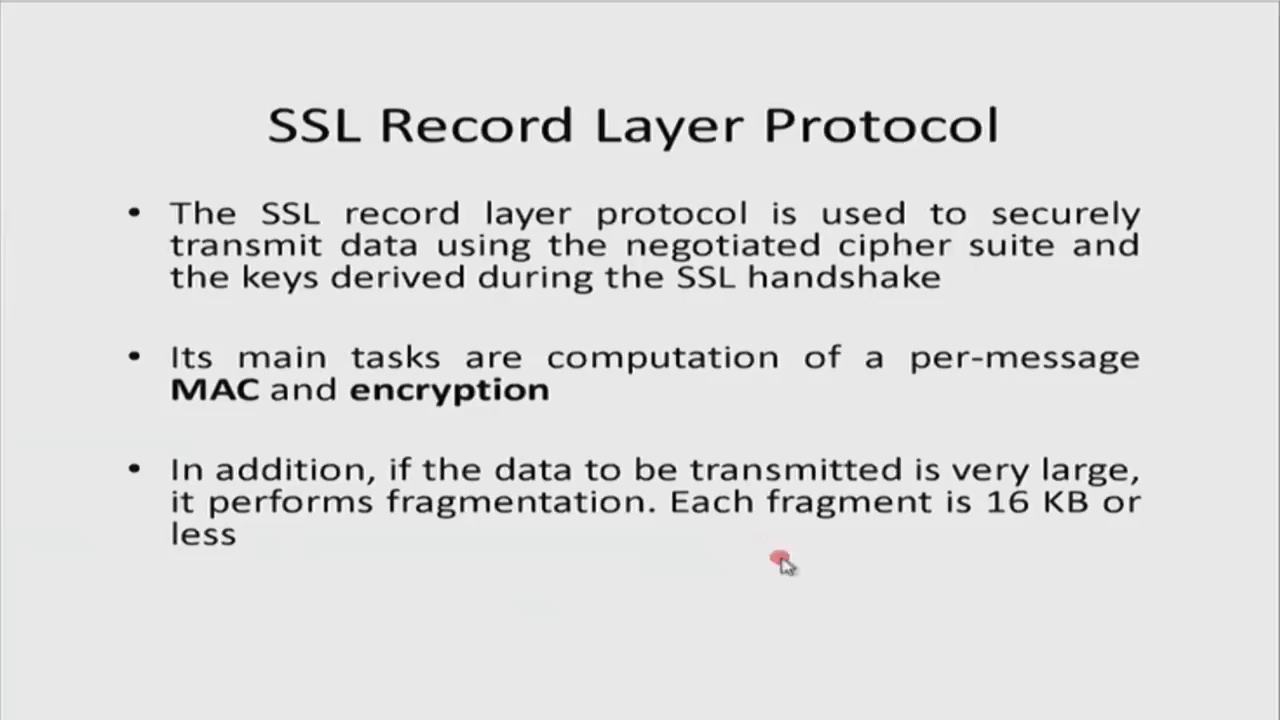 SSL Record Layer Protocol
• The SSL record layer protocol is used to securely
transmit data using the negotiated cipher suite and
the keys derived during the SSL handshake
• Its main tasks are computation of a per-message
MAC and encryption
• In addition, if the data to be transmitted is very large,
it performs fragmentation. Each fragment is 16 KB or
less